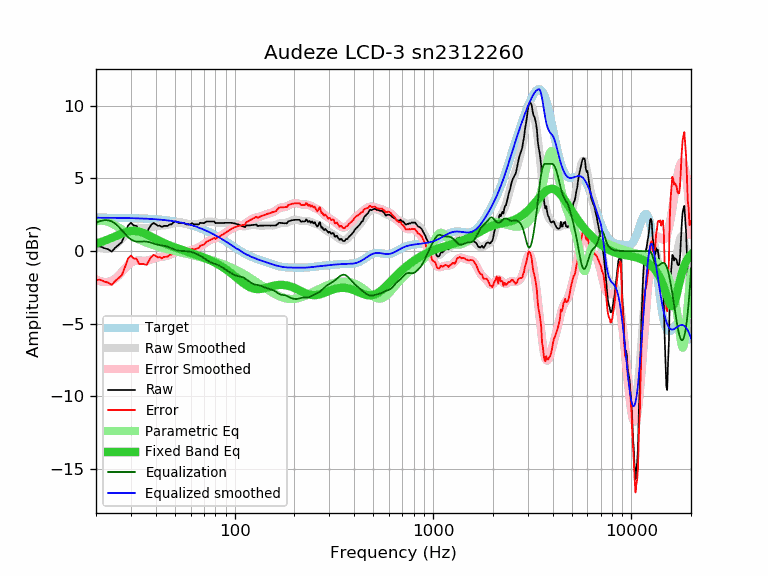 Audeze LCD-3 sn2312260
10
5
0
−5
−10
−15
Amplitude (dBr)
Target
Raw Smoothed
Error Smoothed
Raw
Error
Parametric Eq
Fixed Band Eq
Equalization
Equalized smoothed
100 1000 10000
Frequency (Hz)